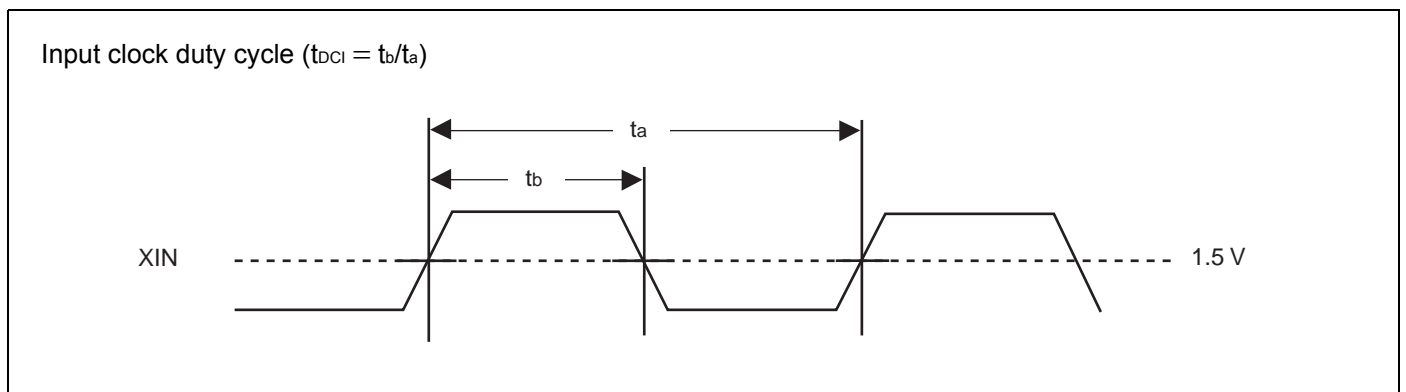 Input clock duty cycle (tDCI = tb/ta)
ta
tb
XIN
1.5 V